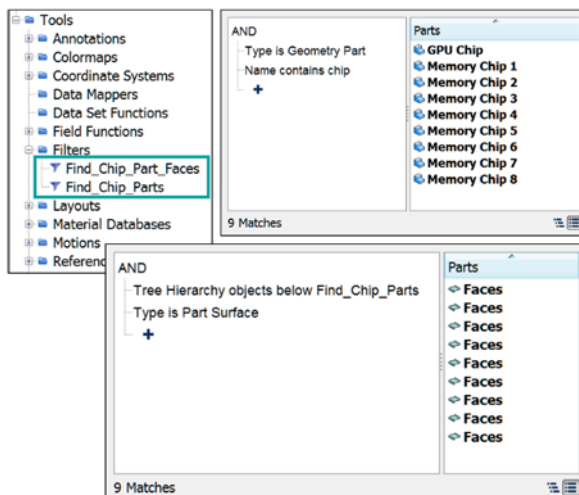 Tools
Annotations
Colormaps
Coordinate Systems
Data Mappers
Data Set Functions
Field Functions
Filters
Find_Chip_Part_Faces
Find_Chip_Parts
Layouts
Material Databases
Motions
AND
Type is Geometry Part
Name contains chip
9 Matches
Parts
GPU Chip
Memory Chip 1
Memory Chip 2
Memory Chip 3
Memory Chip 4
Memory Chip 5
Memory Chip 6
Memory Chip 7
Memory Chip 8
AND
Tree Hierarchy objects below Find_Chip_Parts
Type is Part Surface
9 Matches
Parts
Faces
Faces
Faces
Faces
Faces
Faces
Faces
Faces
Faces